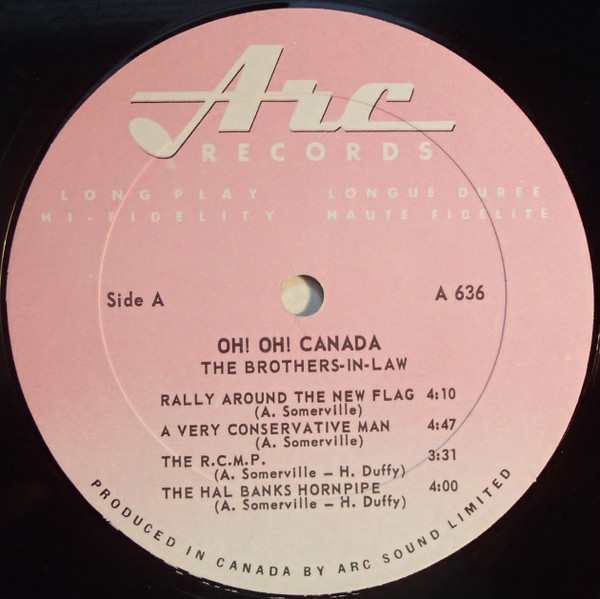 Arc
RECORDS
LONG PLAY LONGUE DUREE
HI-FIDELITY HAUTE FIDELITE
Side A A 636
OH! OH! CANADA
THE BROTHERS-IN-LAW
RALLY AROUND THE NEW FLAG 4:10
(A. Somerville)
A VERY CONSERVATIVE MAN 4:47
(A. Somerville)
THE R.C.M.P. 3:31
(A. Somerville – H. Duffy)
THE HAL BANKS HORNPIPE 4:00
(A. Somerville – H. Duffy)
PRODUCED IN CANADA BY ARC SOUND LIMITED